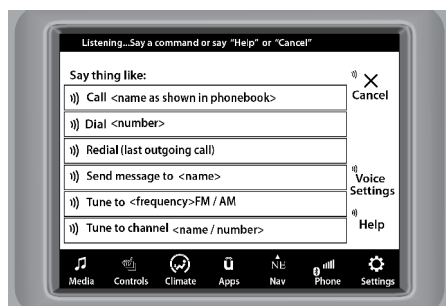 Listening...Say a command or say "Help" or "Cancel"
Say thing like:
Call <name as shown in phonebook>
Dial <number>
Redial (last outgoing call)
Send message to <name>
Tune to <frequency>FM / AM
Tune to channel <name / number>
Cancel
Voice
Settings
Help
ü NE
Media Controls Climate Apps Nav Phone Settings